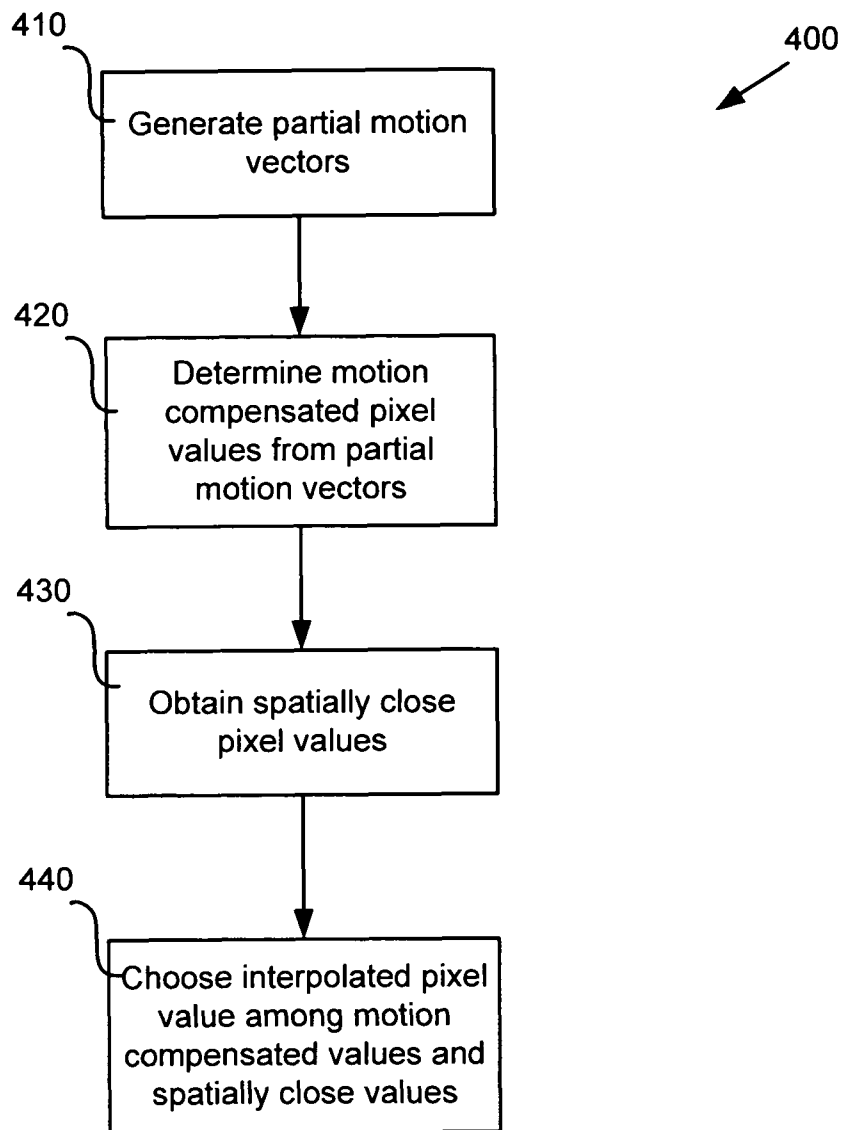 410
400
Generate partial motion
vectors
420
Determine motion
compensated pixel
values from partial
motion vectors
430
Obtain spatially close
pixel values
440
Choose interpolated pixel
value among motion
compensated values and
spatially close values